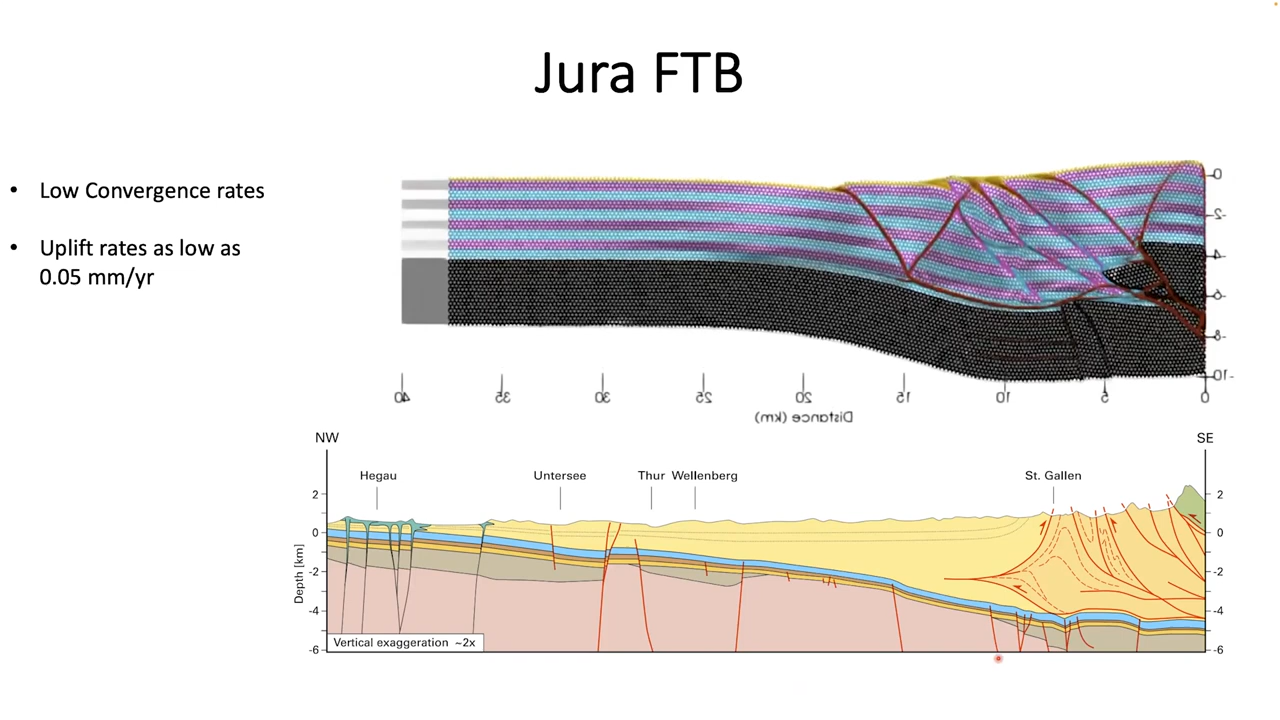 Jura FTB
• Low Convergence rates
• Uplift rates as low as
0.05 mm/yr
0
-2
-4
-6
-8
-10
40 35 30 25 20 15 10 5 0
Distance (km)
NW SE
Hegau Untersee Thur Wellenberg St. Gallen
2 2
0 0
-2 -2
-4 -4
-6 -6
Depth [km]
Vertical exaggeration ~2x